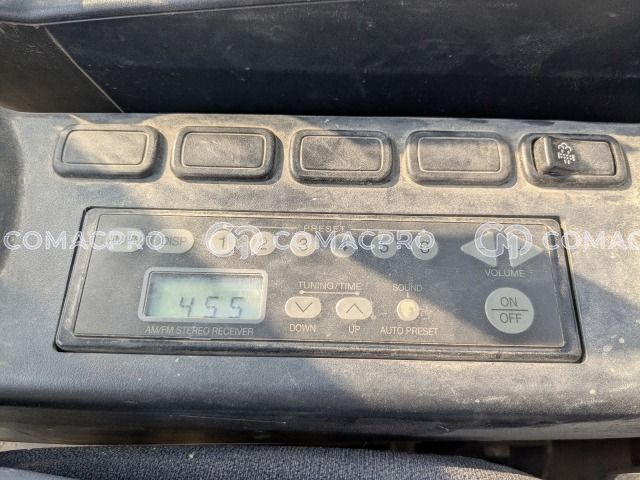 PRESET
DISP 1 2 3 4 5 6
COMACPRO COMACPRO COMACPRO
VOLUME
455
TUNING/TIME SOUND
DOWN UP AUTO PRESET
ON
OFF
AM/FM STEREO RECEIVER